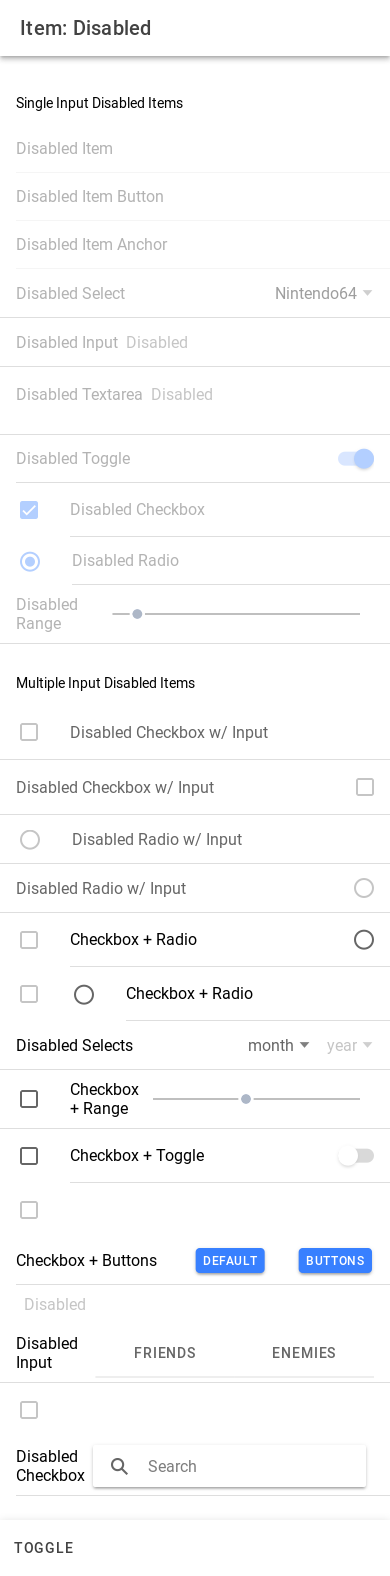 Item: Disabled
Single Input Disabled Items
Disabled Item
Disabled Item Button
Disabled Item Anchor
Disabled Select Nintendo64
Disabled Input Disabled
Disabled Textarea Disabled
Disabled Toggle
Disabled Checkbox
Disabled Radio
Disabled
Range
Multiple Input Disabled Items
Disabled Checkbox w/ Input
Disabled Checkbox w/ Input
Disabled Radio w/ Input
Disabled Radio w/ Input
Checkbox + Radio
Checkbox + Radio
Disabled Selects month year
Checkbox
+ Range
Checkbox + Toggle
Checkbox + Buttons DEFAULT BUTTONS
Disabled
Disabled
Input
FRIENDS ENEMIES
Disabled
Checkbox
Search
TOGGLE